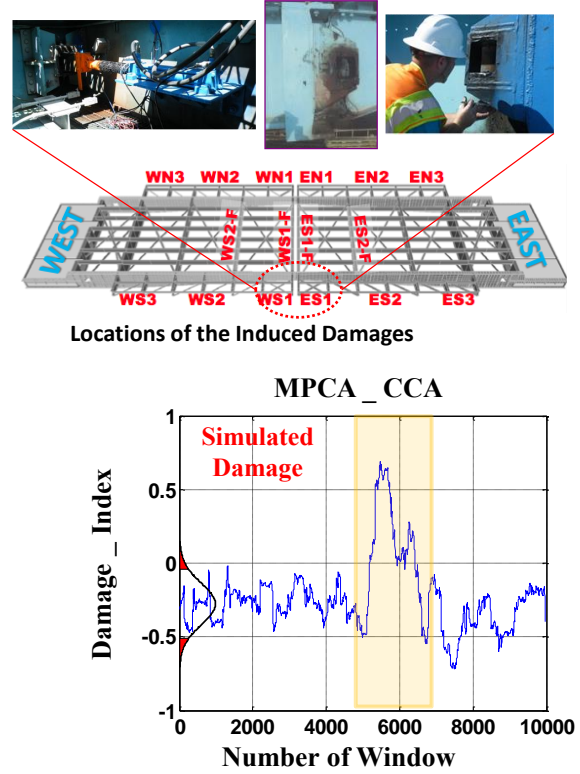 WN3 WN2 WN1 EN1 EN2 EN3
WEST
WS2-F
WS1-F
ES1-F
ES2-F
EAST
WS3 WS2 WS1 ES1 ES2 ES3
Locations of the Induced Damages
MPCA _ CCA
Simulated
Damage
Damage _ Index
1
0.5
0
-0.5
-1
0 2000 4000 6000 8000 10000
Number of Window